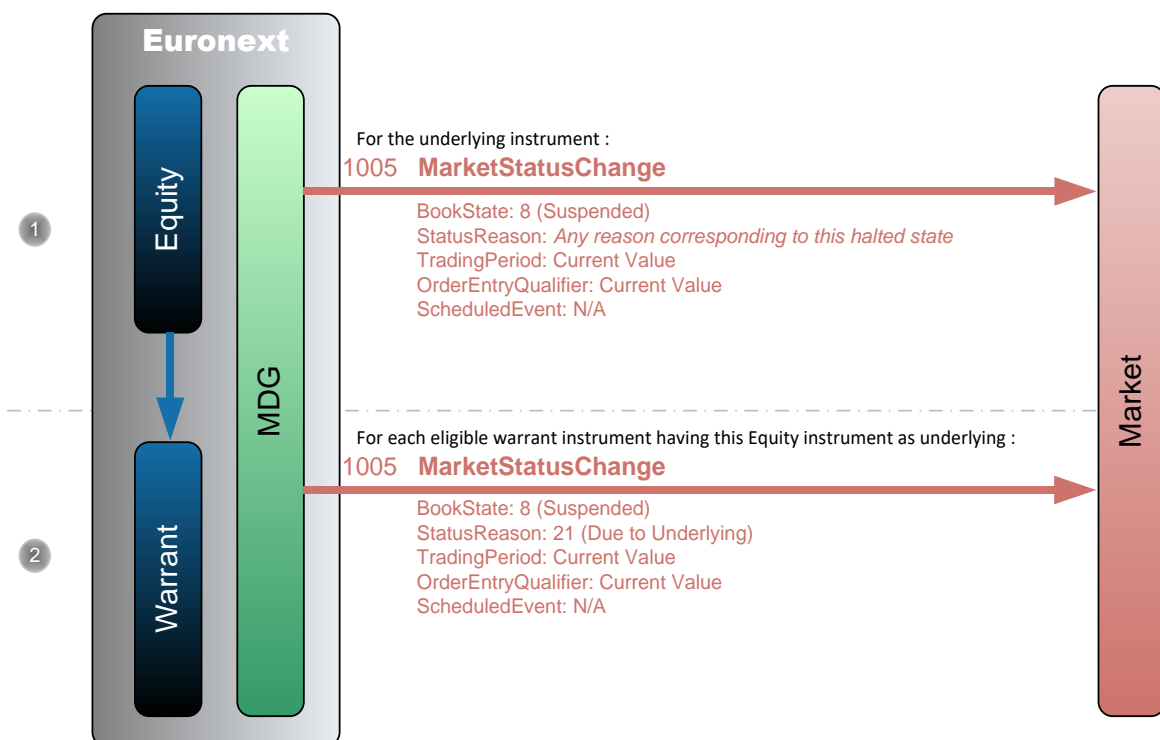 Euronext
Equity
MDG
Market
1
For the underlying instrument :
1005 MarketStatusChange
BookState: 8 (Suspended)
StatusReason: Any reason corresponding to this halted state
TradingPeriod: Current Value
OrderEntryQualifier: Current Value
ScheduledEvent: N/A
Warrant
2
For each eligible warrant instrument having this Equity instrument as underlying :
1005 MarketStatusChange
BookState: 8 (Suspended)
StatusReason: 21 (Due to Underlying)
TradingPeriod: Current Value
OrderEntryQualifier: Current Value
ScheduledEvent: N/A